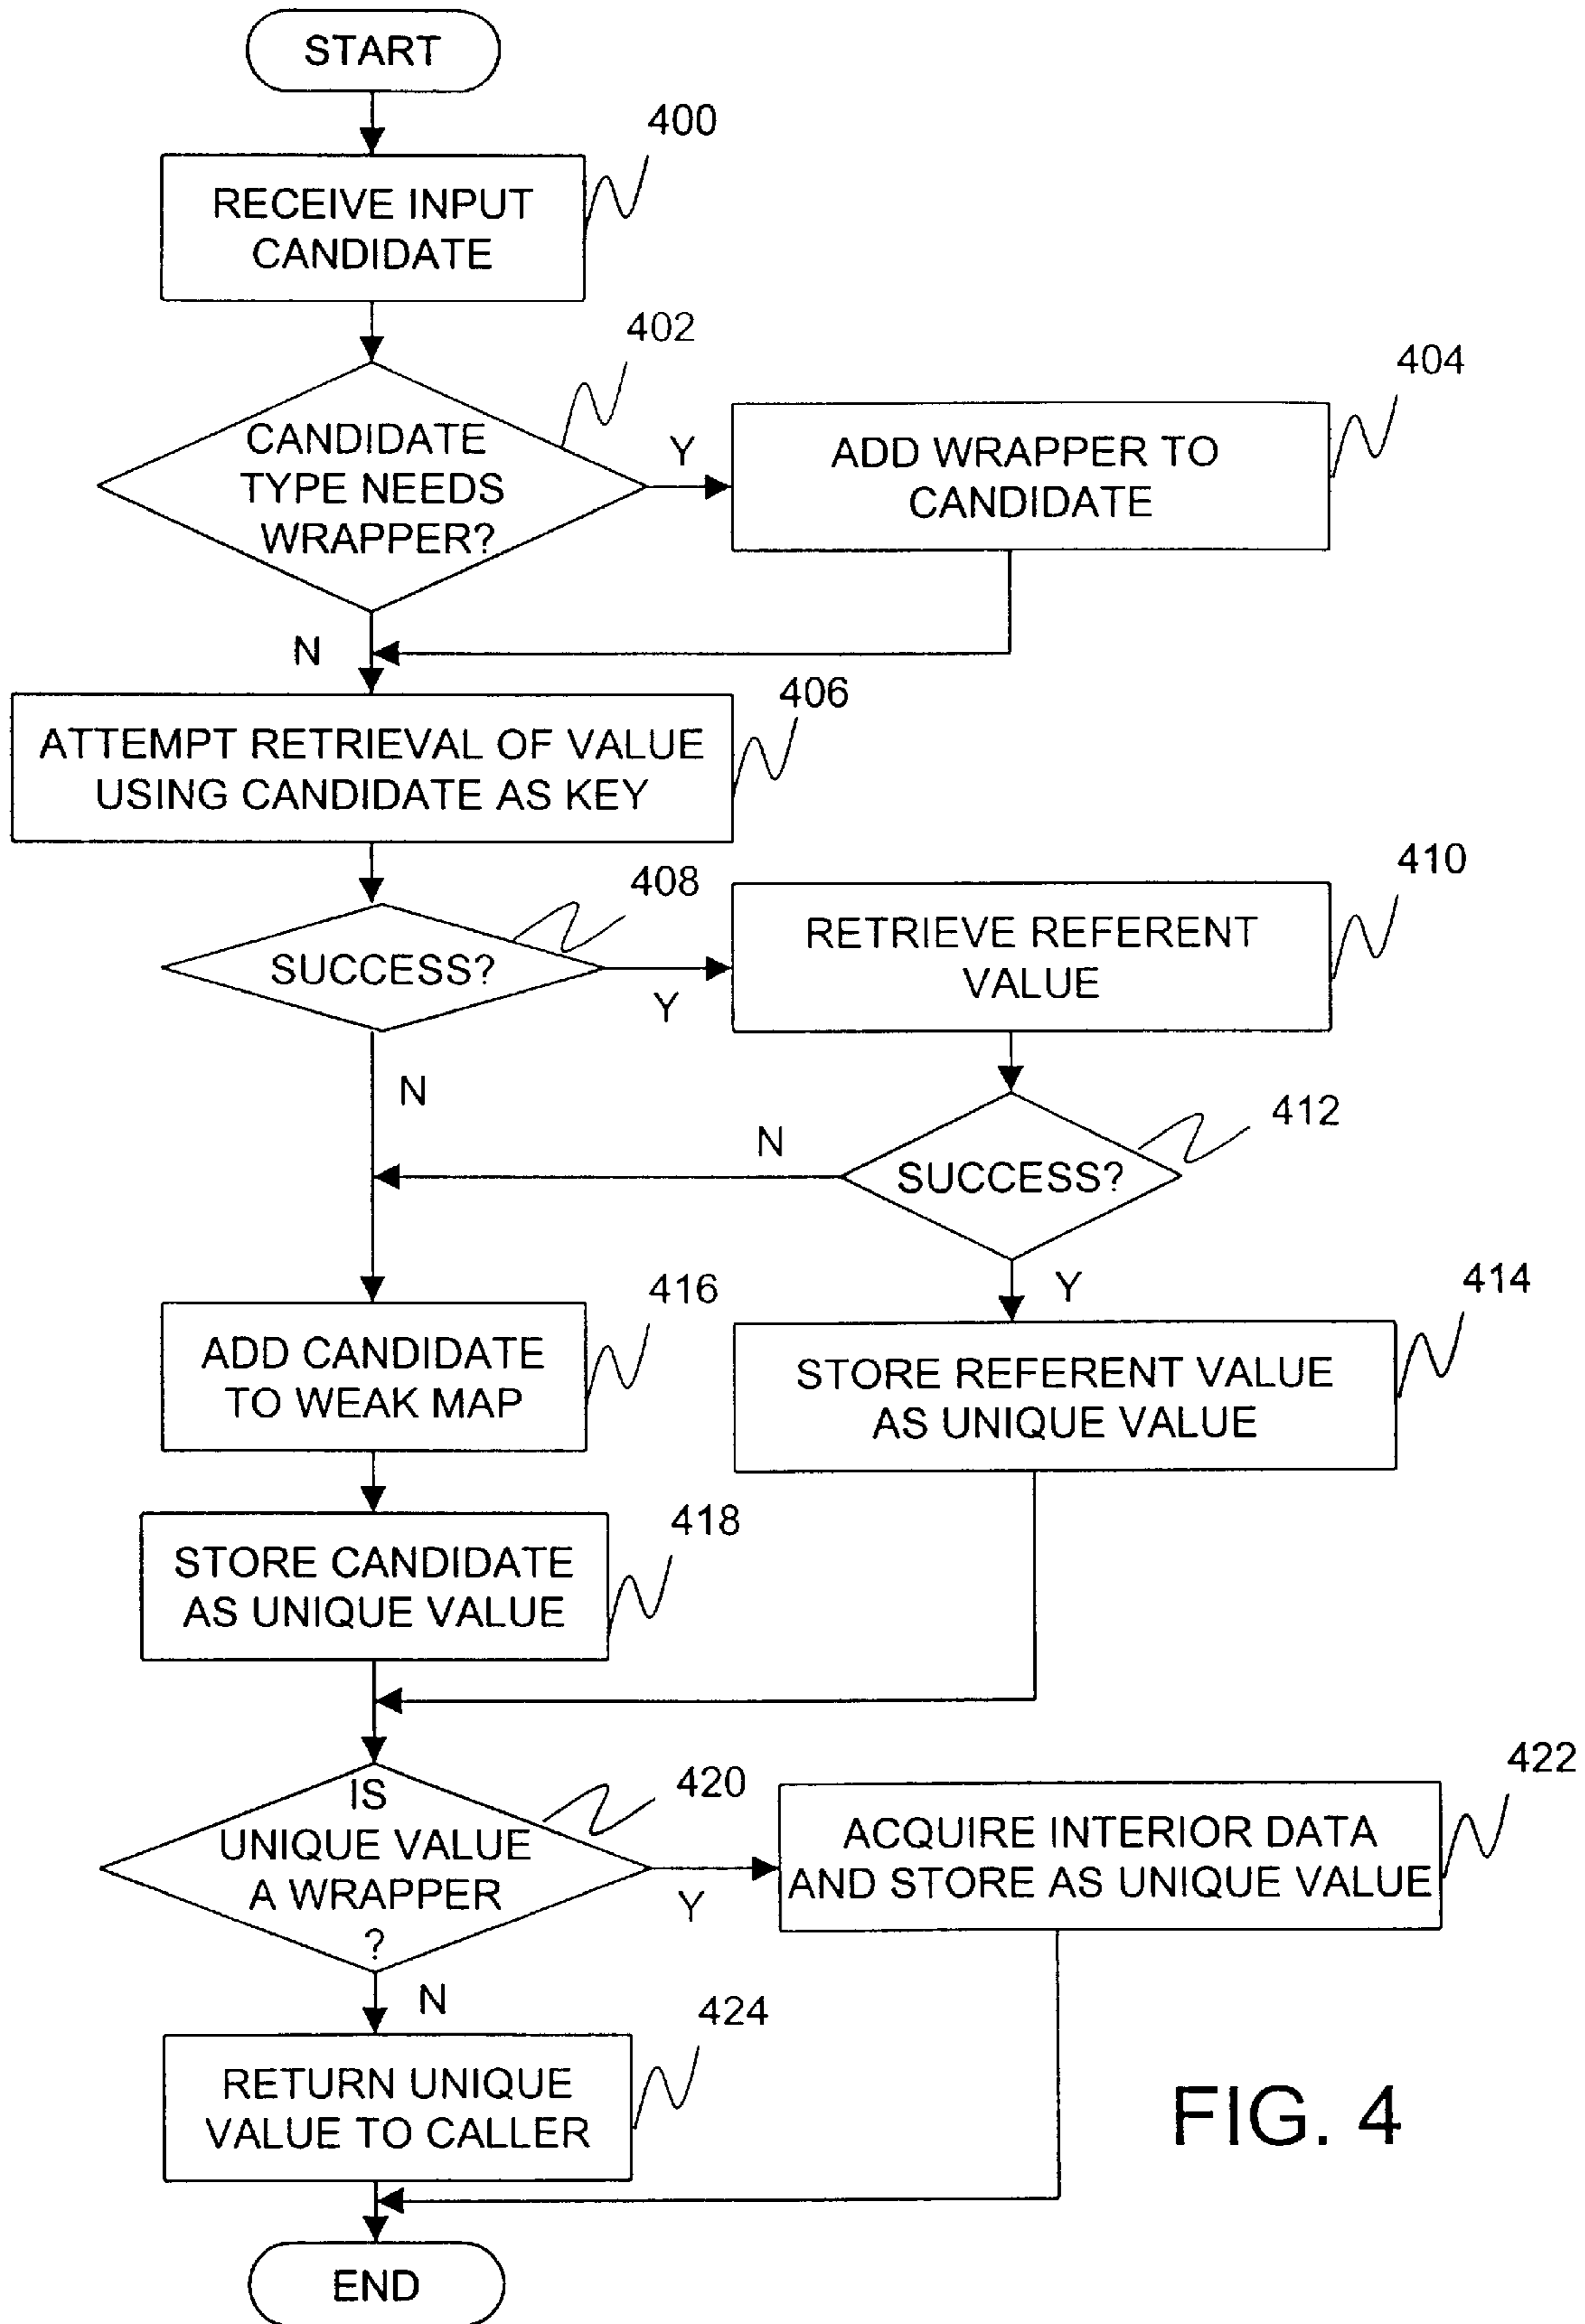 START
400
RECEIVE INPUT
CANDIDATE
402
CANDIDATE
TYPE NEEDS
WRAPPER?
Y
404
ADD WRAPPER TO
CANDIDATE
N
406
ATTEMPT RETRIEVAL OF VALUE
USING CANDIDATE AS KEY
408
SUCCESS?
Y
410
RETRIEVE REFERENT
VALUE
N
412
SUCCESS?
N
Y
416
ADD CANDIDATE
TO WEAK MAP
414
STORE REFERENT VALUE
AS UNIQUE VALUE
418
STORE CANDIDATE
AS UNIQUE VALUE
420
IS
UNIQUE VALUE
A WRAPPER
?
Y
422
ACQUIRE INTERIOR DATA
AND STORE AS UNIQUE VALUE
N
424
RETURN UNIQUE
VALUE TO CALLER
FIG. 4
END